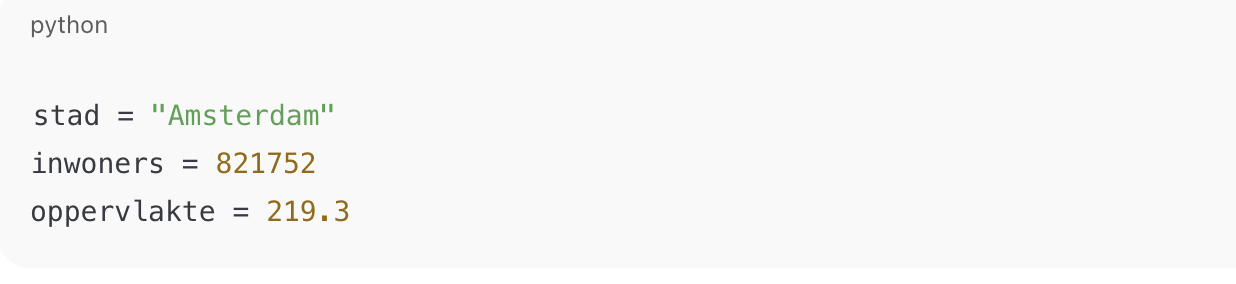 python
stad = "Amsterdam"
inwoners = 821752
oppervlakte = 219.3